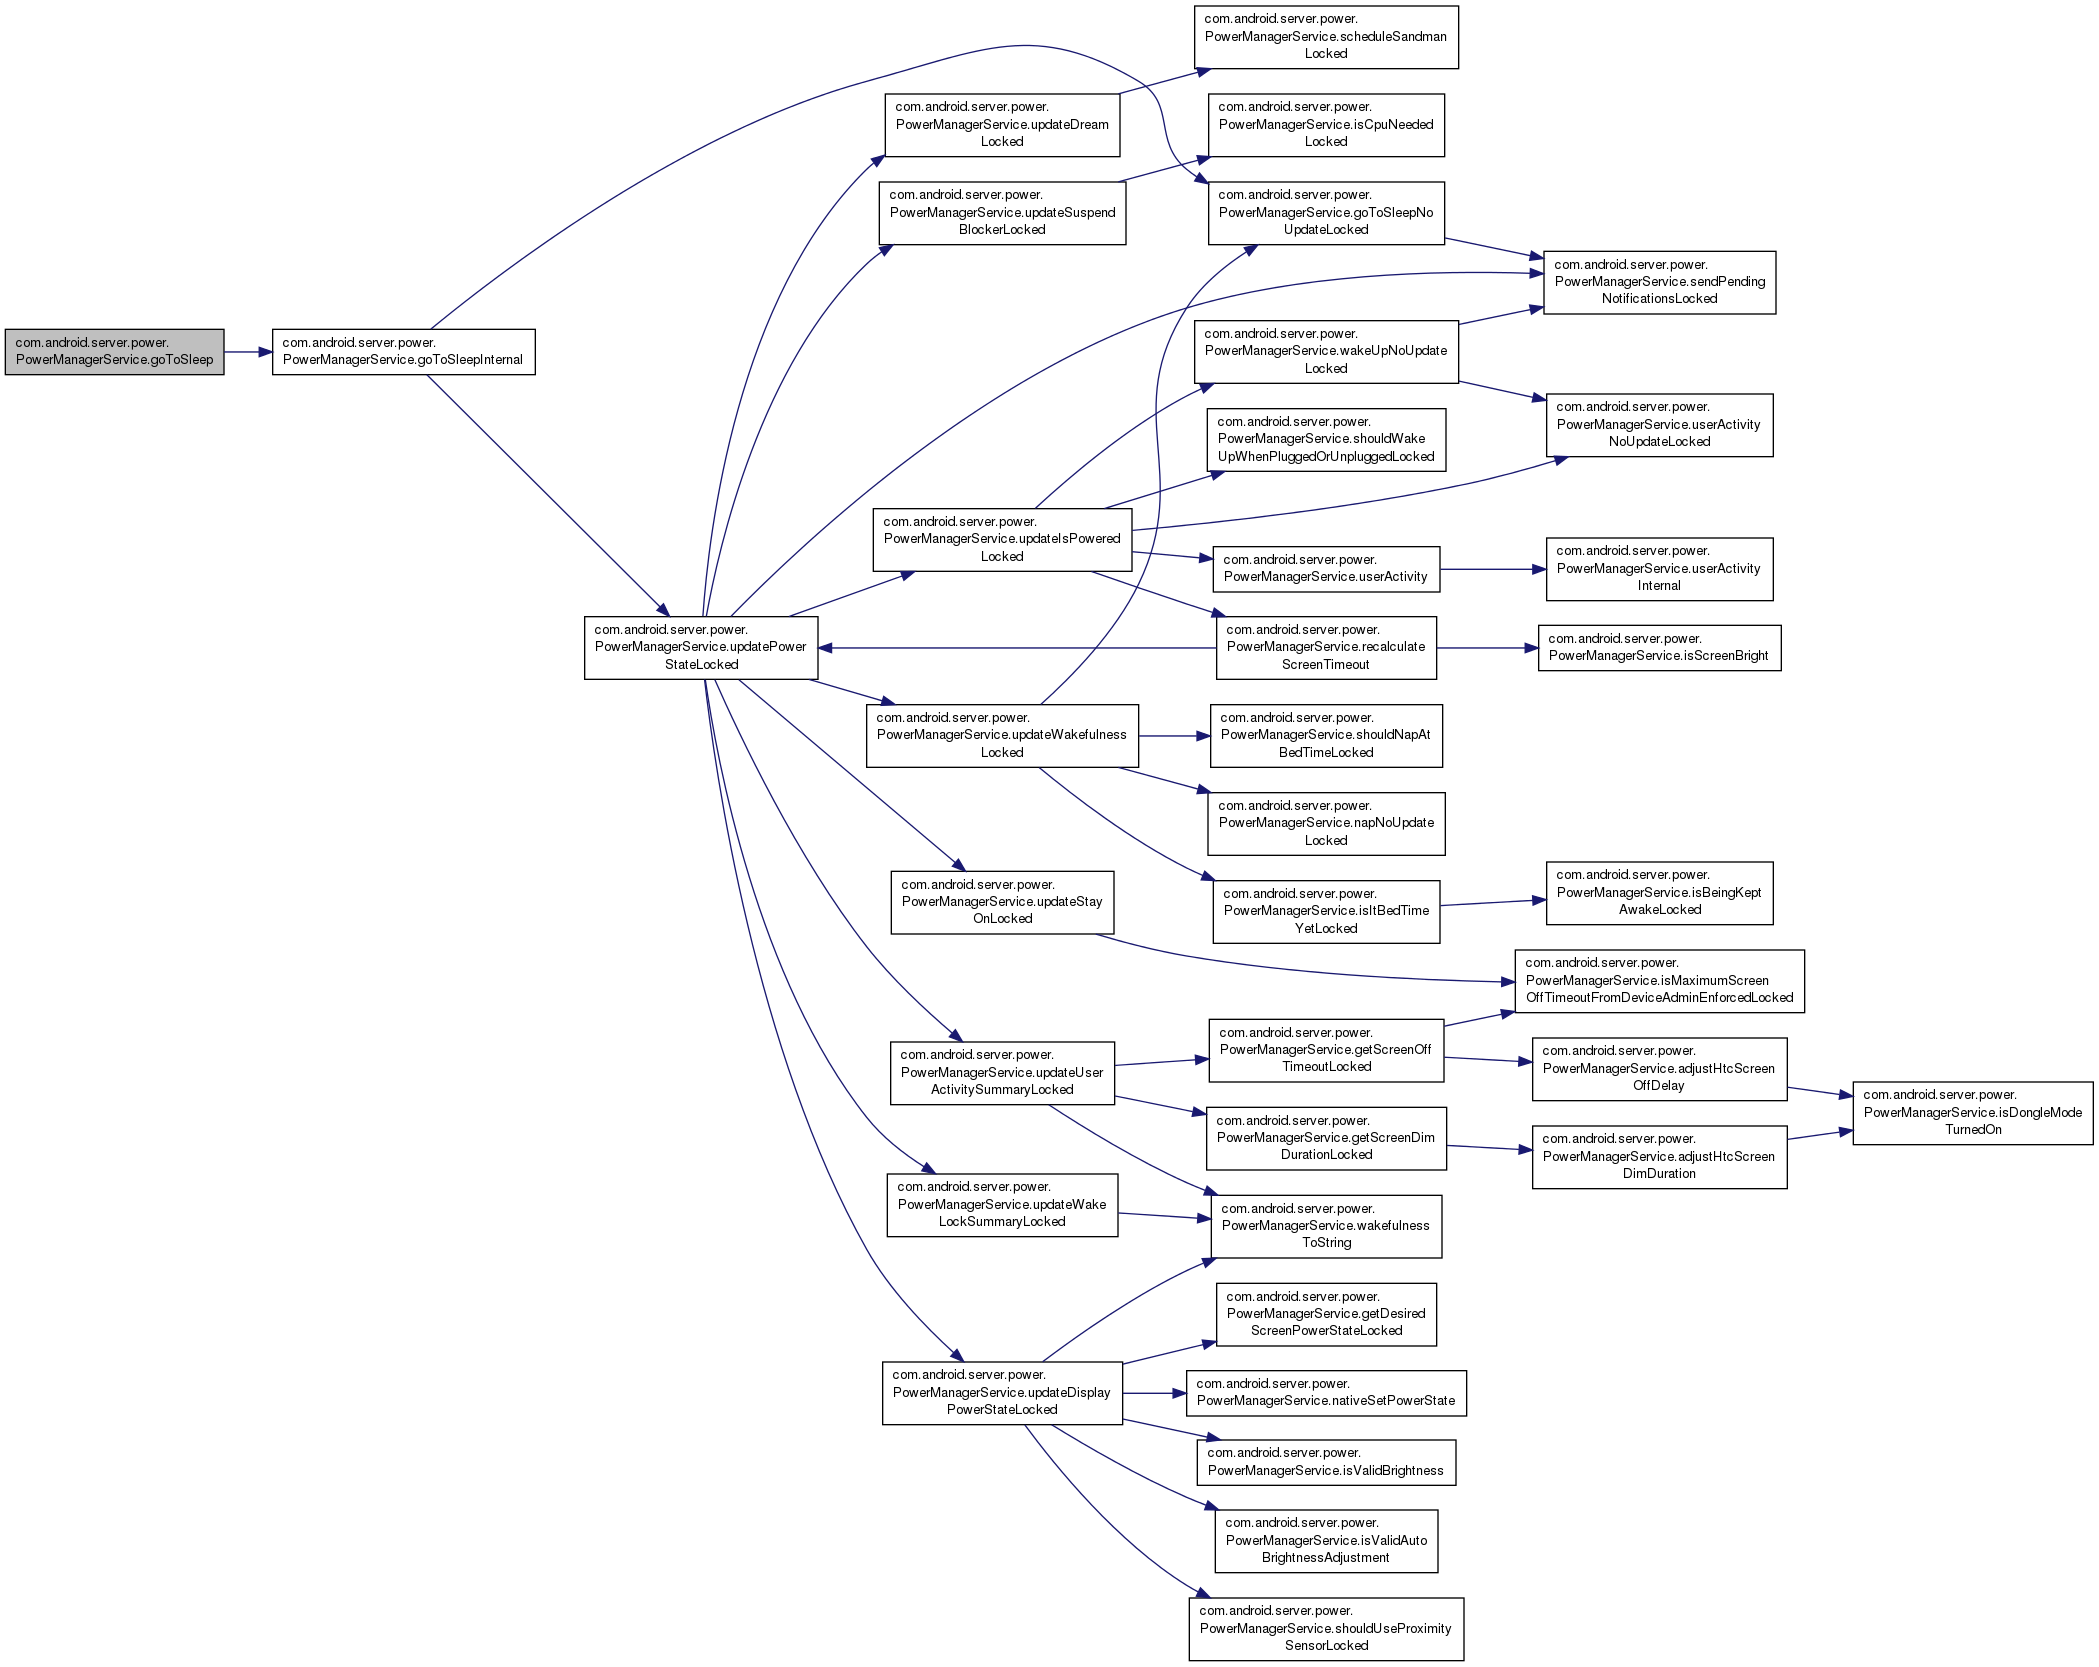 com.android.server.power.
PowerManagerService.goToSleep
com.android.server.power.
PowerManagerService.goToSleepInternal
com.android.server.power.
PowerManagerService.updatePower
StateLocked
com.android.server.power.
PowerManagerService.updateDream
Locked
com.android.server.power.
PowerManagerService.updateSuspend
BlockerLocked
com.android.server.power.
PowerManagerService.updateIsPowered
Locked
com.android.server.power.
PowerManagerService.updateWakefulness
Locked
com.android.server.power.
PowerManagerService.updateStay
OnLocked
com.android.server.power.
PowerManagerService.updateUser
ActivitySummaryLocked
com.android.server.power.
PowerManagerService.updateWake
LockSummaryLocked
com.android.server.power.
PowerManagerService.updateDisplay
PowerStateLocked
com.android.server.power.
PowerManagerService.scheduleSandman
Locked
com.android.server.power.
PowerManagerService.isCpuNeeded
Locked
com.android.server.power.
PowerManagerService.goToSleepNo
UpdateLocked
com.android.server.power.
PowerManagerService.wakeUpNoUpdate
Locked
com.android.server.power.
PowerManagerService.shouldWake
UpWhenPluggedOrUnpluggedLocked
com.android.server.power.
PowerManagerService.userActivity
com.android.server.power.
PowerManagerService.recalculate
ScreenTimeout
com.android.server.power.
PowerManagerService.shouldNapAt
BedTimeLocked
com.android.server.power.
PowerManagerService.napNoUpdate
Locked
com.android.server.power.
PowerManagerService.isItBedTime
YetLocked
com.android.server.power.
PowerManagerService.getScreenOff
TimeoutLocked
com.android.server.power.
PowerManagerService.getScreenDim
DurationLocked
com.android.server.power.
PowerManagerService.wakefulness
ToString
com.android.server.power.
PowerManagerService.getDesired
ScreenPowerStateLocked
com.android.server.power.
PowerManagerService.nativeSetPowerState
com.android.server.power.
PowerManagerService.isValidBrightness
com.android.server.power.
PowerManagerService.isValidAuto
BrightnessAdjustment
com.android.server.power.
PowerManagerService.shouldUseProximity
SensorLocked
com.android.server.power.
PowerManagerService.sendPending
NotificationsLocked
com.android.server.power.
PowerManagerService.userActivity
NoUpdateLocked
com.android.server.power.
PowerManagerService.userActivity
Internal
com.android.server.power.
PowerManagerService.isScreenBright
com.android.server.power.
PowerManagerService.isBeingKept
AwakeLocked
com.android.server.power.
PowerManagerService.isMaximumScreen
OffTimeoutFromDeviceAdminEnforcedLocked
com.android.server.power.
PowerManagerService.adjustHtcScreen
OffDelay
com.android.server.power.
PowerManagerService.adjustHtcScreen
DimDuration
com.android.server.power.
PowerManagerService.isDongleMode
TurnedOn